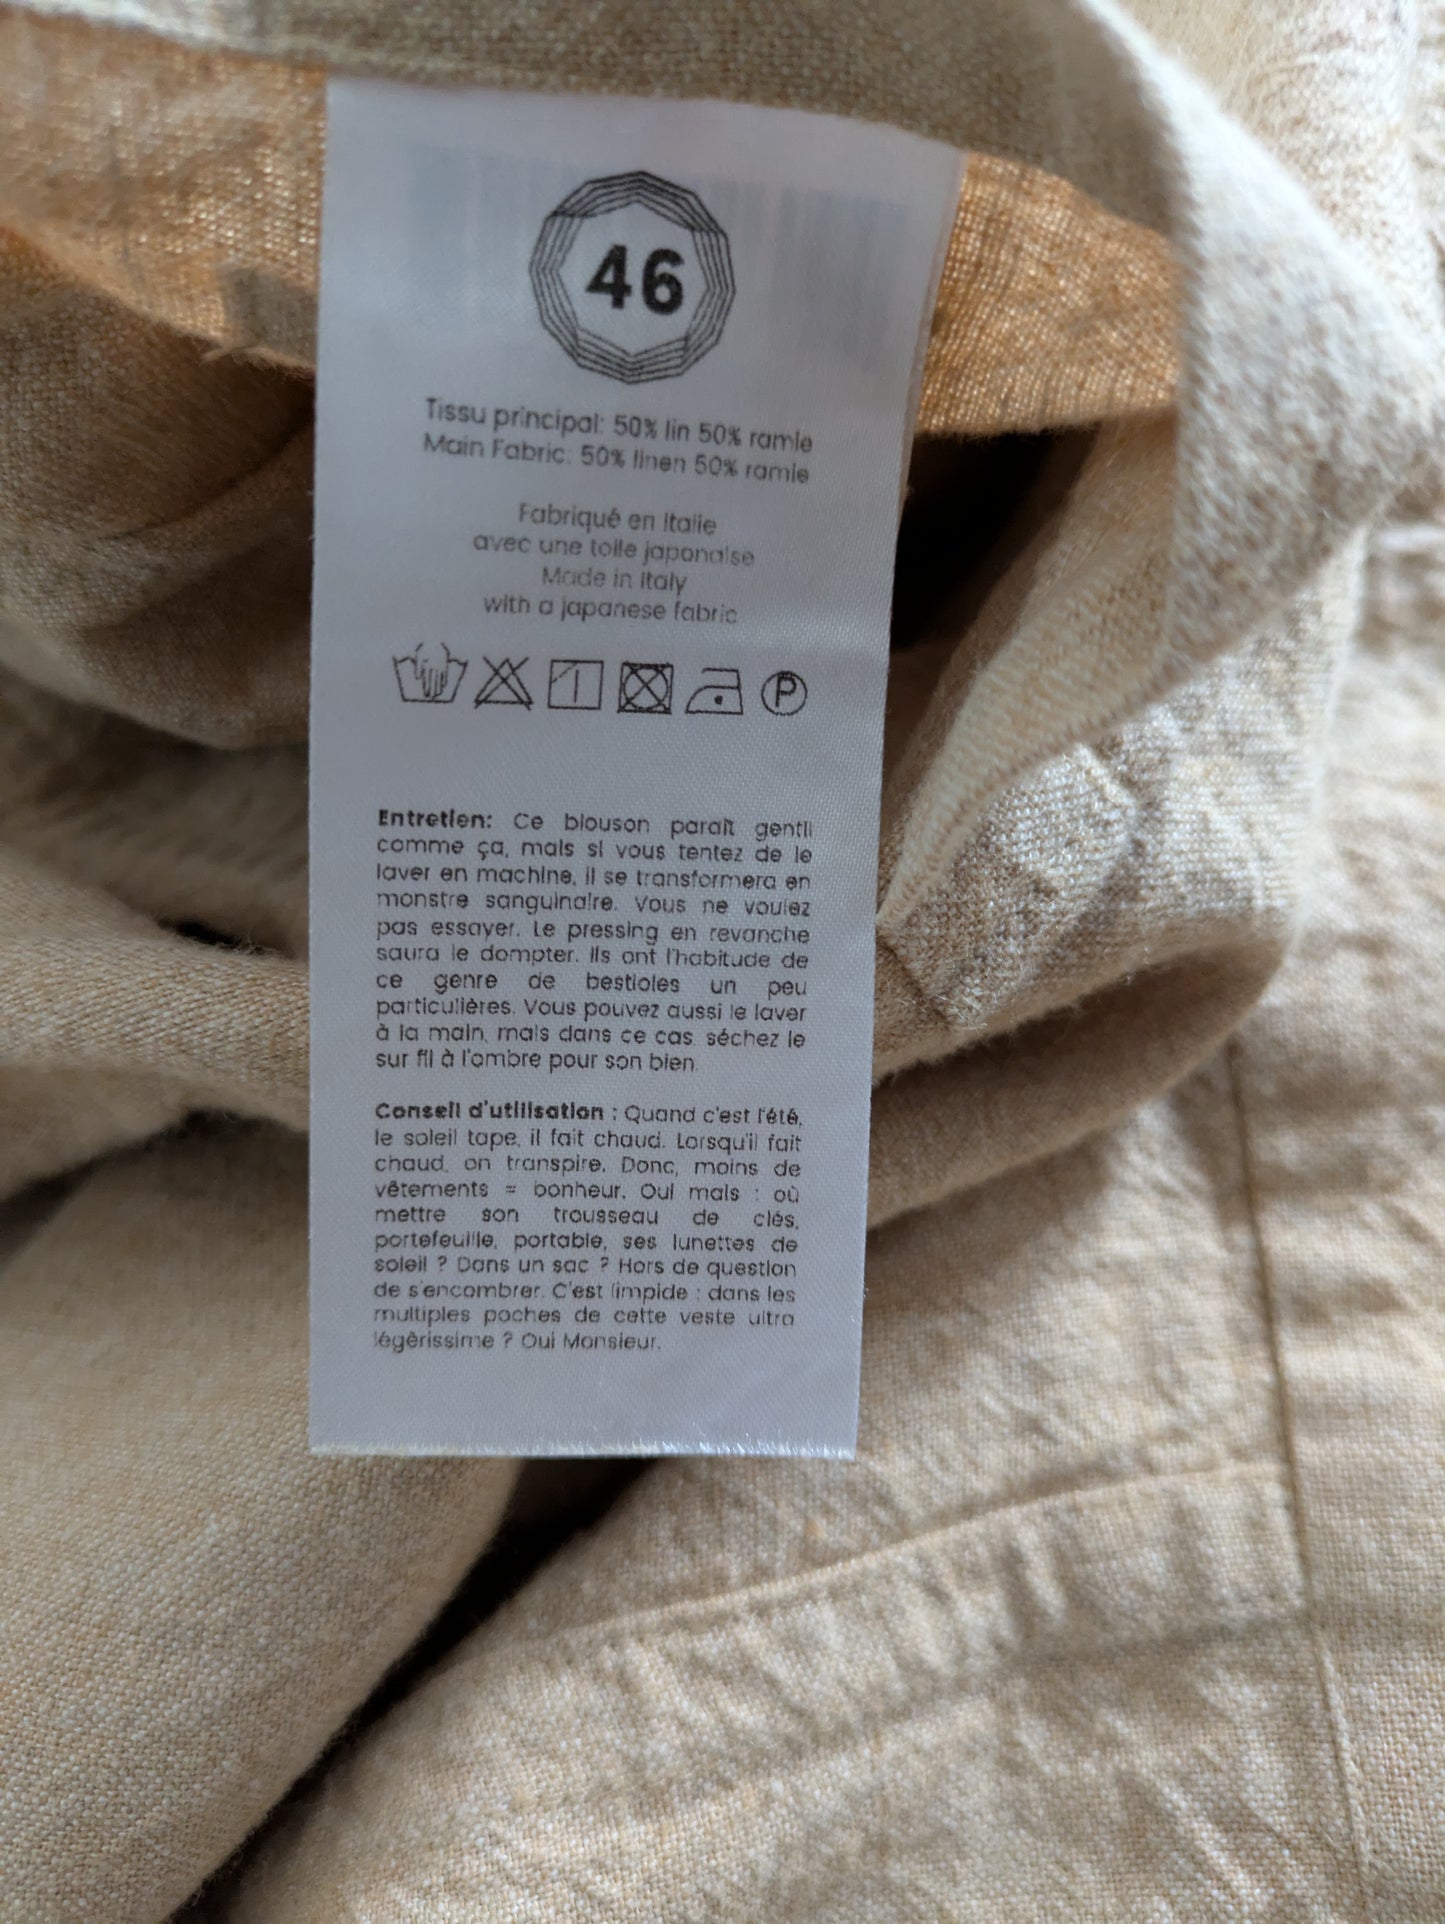 46
Tissu principal: 50% lin 50% ramie
Main Fabric: 50% linen 50% ramie
Fabriqué en Italie
avec une toile japonaise
Made in Italy
with a japanese fabric
P
Entretien: Ce blouson paraît gentil
comme ça, mais si vous tentez de le
laver en machine, il se transformera en
monstre sanguinaire. Vous ne voulez
pas essayer. Le pressing en revanche
saura le dompter. Ils ont l'habitude de
ce genre de bestioles un peu
particulières. Vous pouvez aussi le laver
à la main, mais dans ce cas, séchez le
sur fil à l'ombre pour son bien.
Conseil d'utilisation : Quand c'est l'été,
le soleil tape, il fait chaud. Lorsqu'il fait
chaud, on transpire. Donc, moins de
vêtements = bonheur. Oui mais : où
mettre son trousseau de clés,
portefeuille, portable, ses lunettes de
soleil ? Dans un sac ? Hors de question
de s'encombrer. C'est limpide : dans les
multiples poches de cette veste ultra
légèrissime ? Oui Monsieur.